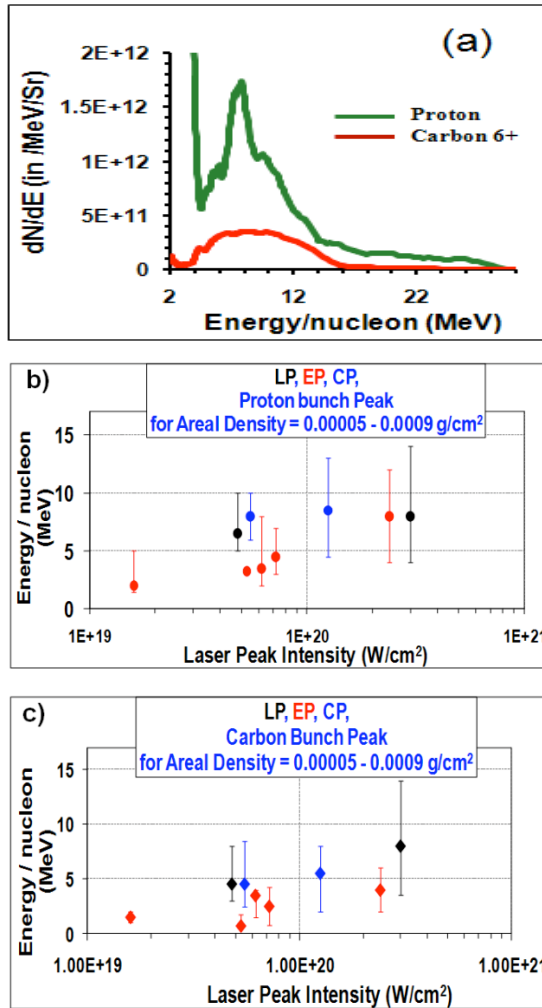 (a)
2E+12
1.5E+12
1E+12
5E+11
0
dN/dE (in /MeV/Sr)
Proton
Carbon 6+
2 12 22
Energy/nucleon (MeV)
b)
LP, EP, CP,
Proton bunch Peak
for Areal Density = 0.00005 - 0.0009 g/cm²
15
10
5
0
Energy / nucleon
(MeV)
1E+19 1E+20 1E+21
Laser Peak Intensity (W/cm²)
c)
LP, EP, CP,
Carbon Bunch Peak
for Areal Density = 0.00005 - 0.0009 g/cm²
15
10
5
0
Energy / nucleon
(MeV)
1.00E+19 1.00E+20 1.00E+21
Laser Peak Intensity (W/cm²)